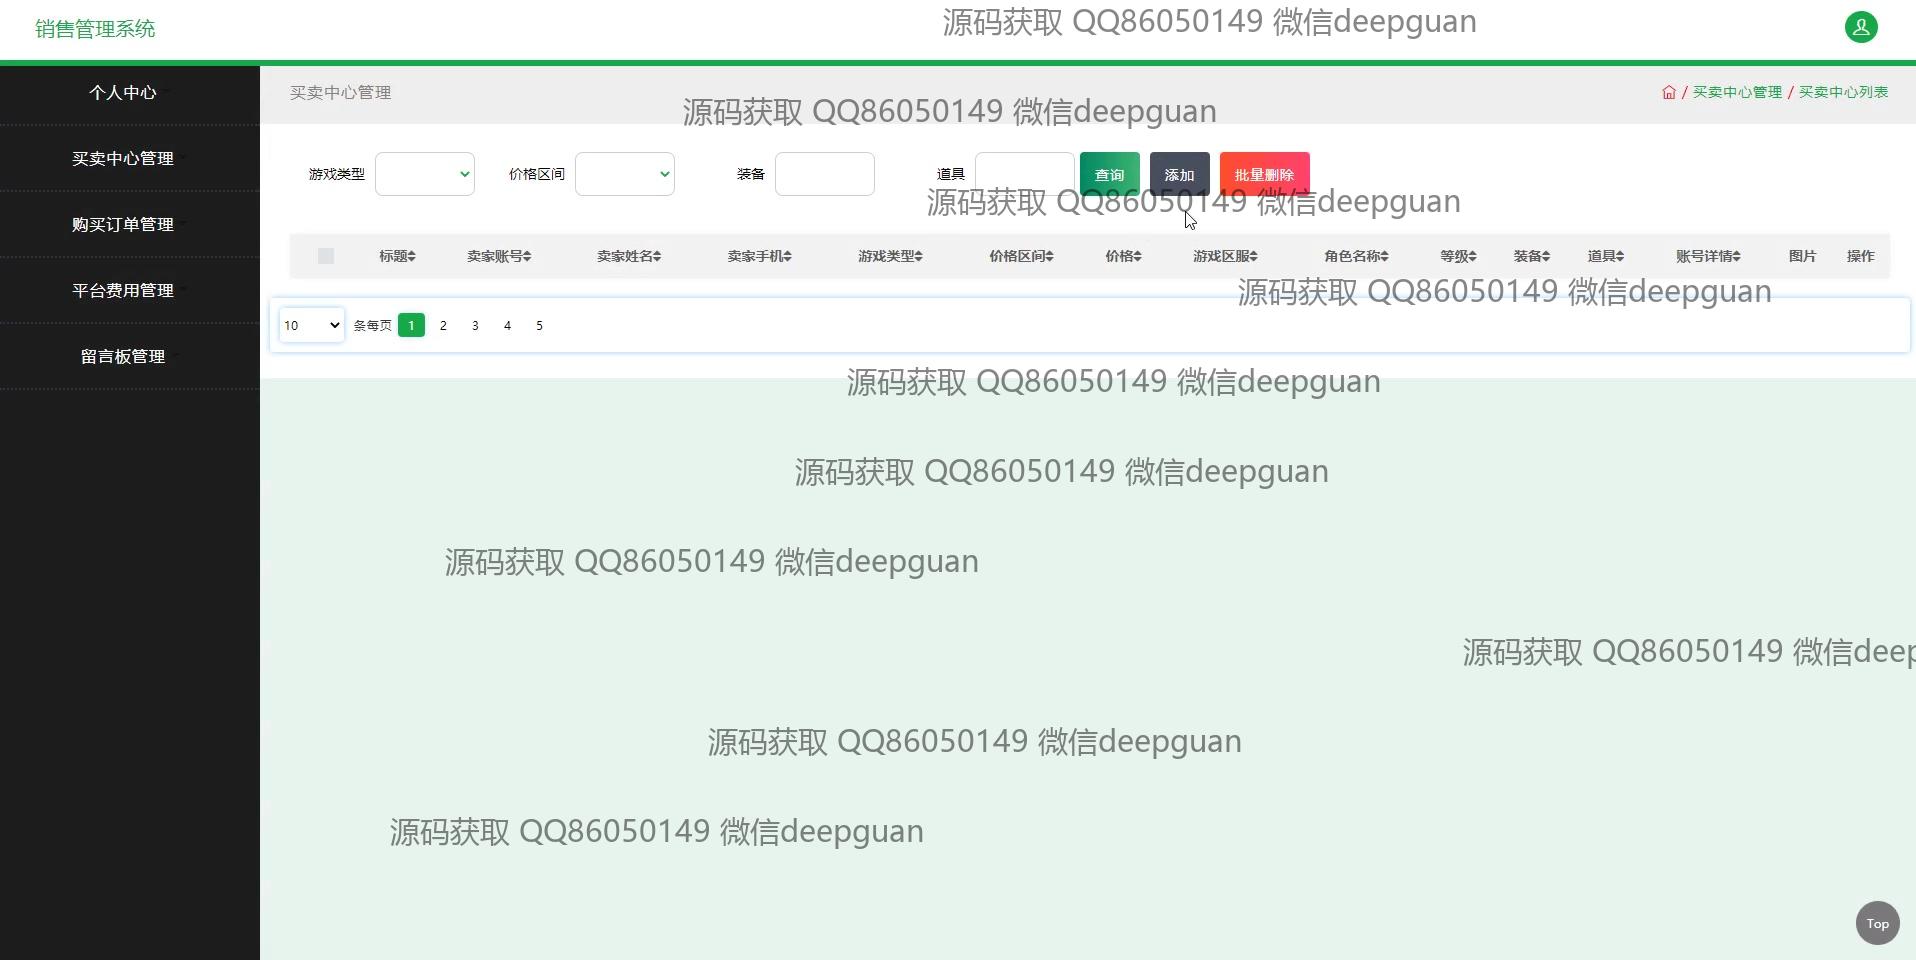 销售管理系统
源码获取 QQ86050149 微信deepguan
个人中心
买卖中心管理
购买订单管理
平台费用管理
留言板管理
买卖中心管理
/ 买卖中心管理 / 买卖中心列表
源码获取 QQ86050149 微信deepguan
游戏类型 价格区间 装备 道具 查询 添加 批量删除
源码获取 QQ86050149 微信deepguan
标题 卖家账号 卖家姓名 卖家手机 游戏类型 价格区间 价格 游戏区服 角色名称 等级 装备 道具 账号详情 图片 操作
源码获取 QQ86050149 微信deepguan
10 条每页 1 2 3 4 5
源码获取 QQ86050149 微信deepguan
源码获取 QQ86050149 微信deepguan
源码获取 QQ86050149 微信deepguan
源码获取 QQ86050149 微信deep
源码获取 QQ86050149 微信deepguan
源码获取 QQ86050149 微信deepguan
Top